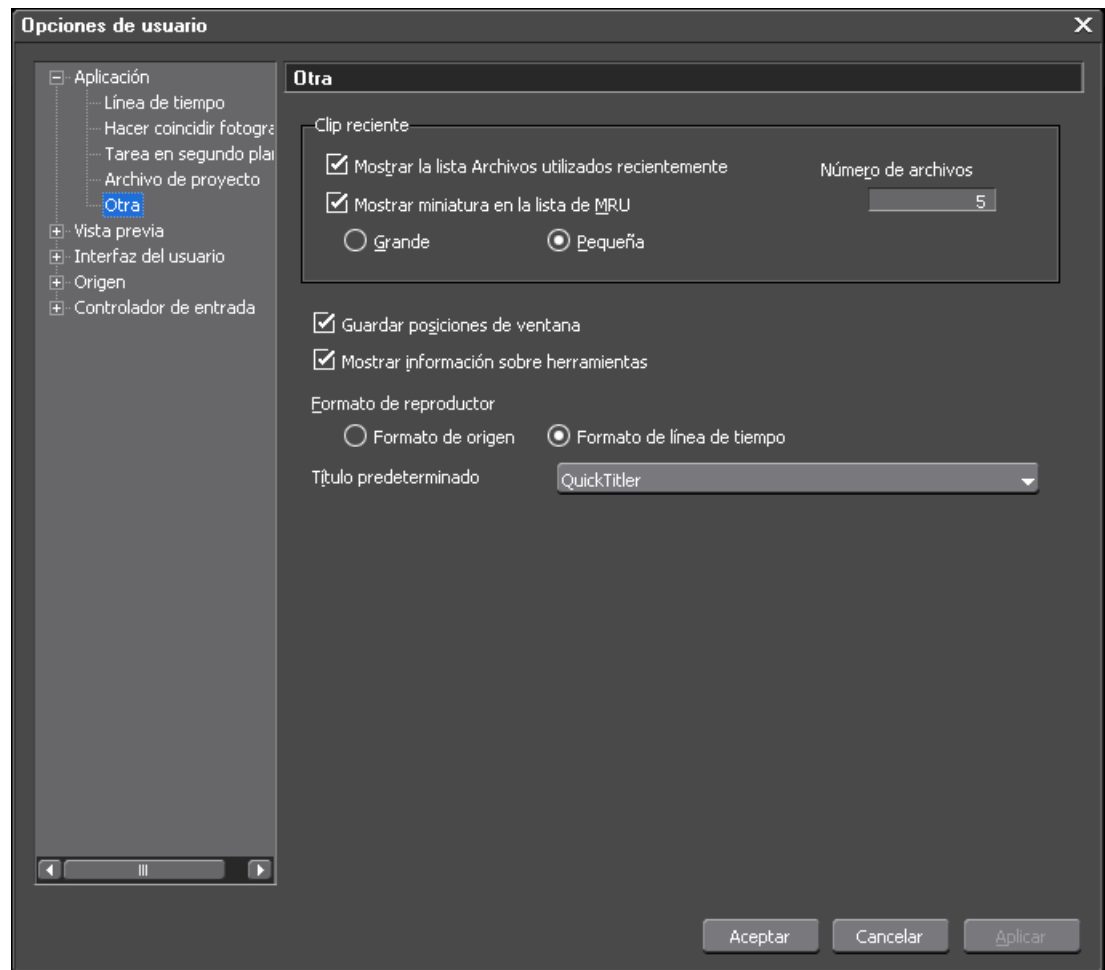 Opciones de usuario
Aplicación
Línea de tiempo
Hacer coincidir fotogra
Tarea en segundo plai
Archivo de proyecto
Otra
Vista previa
Interfaz del usuario
Origen
Controlador de entrada
Otra
Clip reciente
Mostrar la lista Archivos utilizados recientemente
Número de archivos
Mostrar miniatura en la lista de MRU
5
Grande
Pequeña
Guardar posiciones de ventana
Mostrar información sobre herramientas
Formato de reproductor
Formato de origen
Formato de línea de tiempo
Título predeterminado
QuickTitler
Aceptar
Cancelar
Aplicar